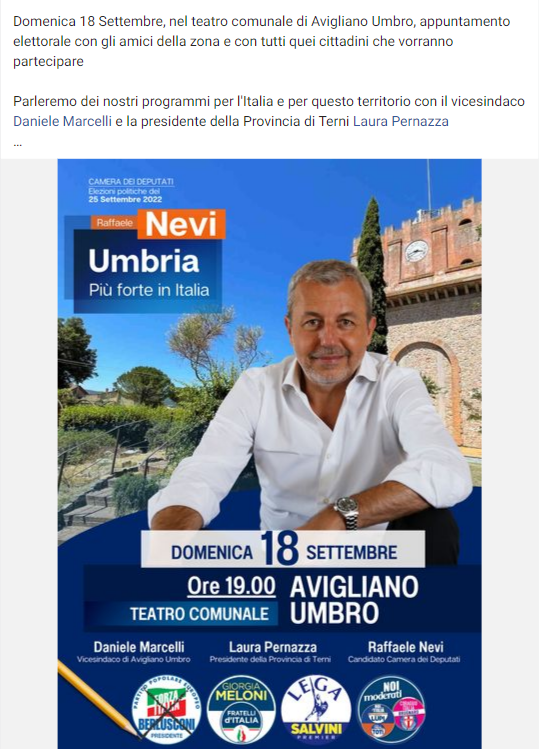 Domenica 18 Settembre, nel teatro comunale di Avigliano Umbro, appuntamento
elettorale con gli amici della zona e con tutti quei cittadini che vorranno
partecipare
Parleremo dei nostri programmi per l'Italia e per questo territorio con il vicesindaco
Daniele Marcelli e la presidente della Provincia di Terni Laura Pernazza
...
CAMERA DEI DEPUTATI
Elezioni politiche del
25 Settembre 2022
Raffaele Nevi
Umbria
Più forte in Italia
DOMENICA 18 SETTEMBRE
Ore 19.00 AVIGLIANO
TEATRO COMUNALE UMBRO
Daniele Marcelli Laura Pernazza Raffaele Nevi
Vicesindaco di Avigliano Umbro Presidente della Provincia di Terni Candidato Camera dei Deputati
PARTITO POPOLARE EUROPEO
FORZA
ITALIA
BERLUSCONI
PRESIDENTE
GIORGIA
MELONI
FRATELLI
d'ITALIA
LEGA
SALVINI
PREMIER
NOI
moderati